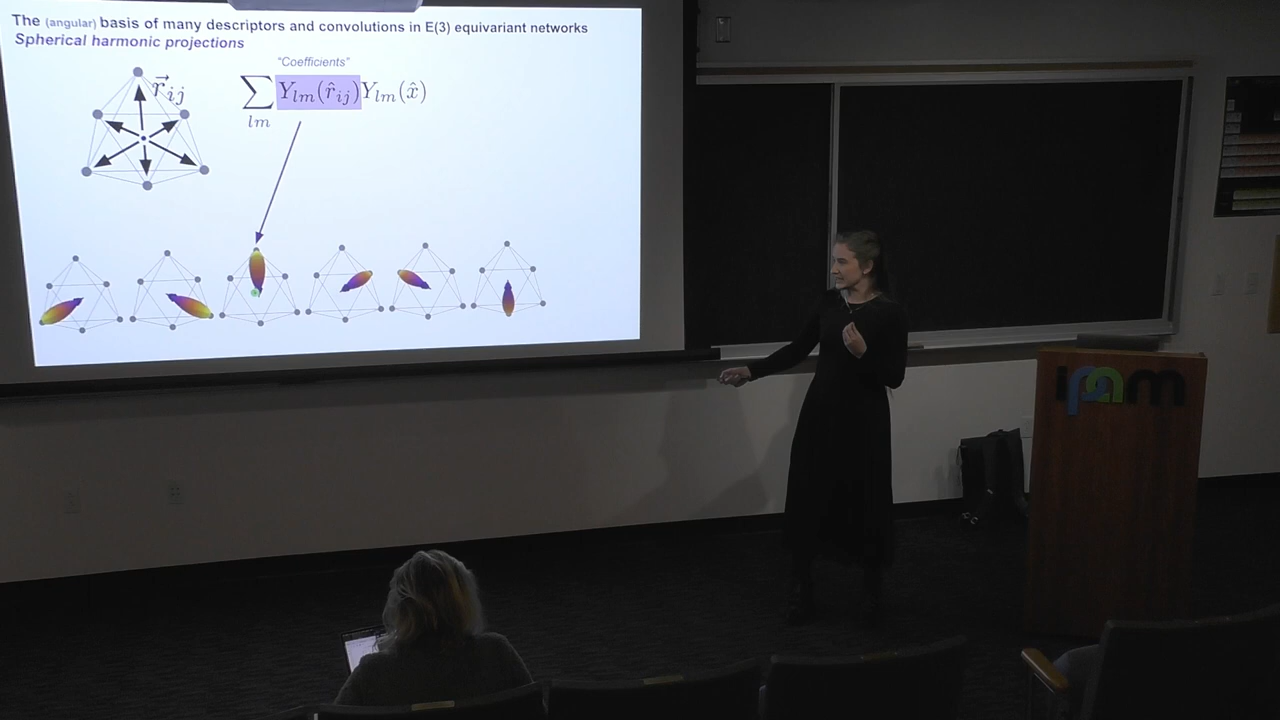 The (angular) basis of many descriptors and convolutions in E(3) equivariant networks
Spherical harmonic projections
"Coefficients"
$\vec{r}_{ij}$
$\sum_{lm} Y_{lm}(\hat{r}_{ij}) Y_{lm}(\hat{x})$
ipam